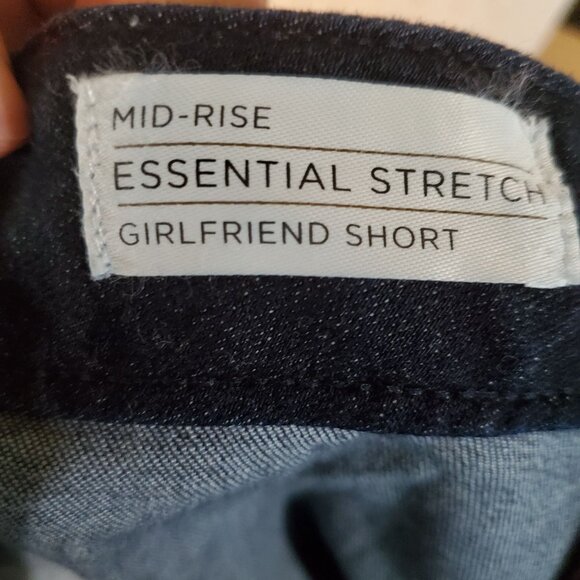 MID-RISE
ESSENTIAL STRETCH
GIRLFRIEND SHORT